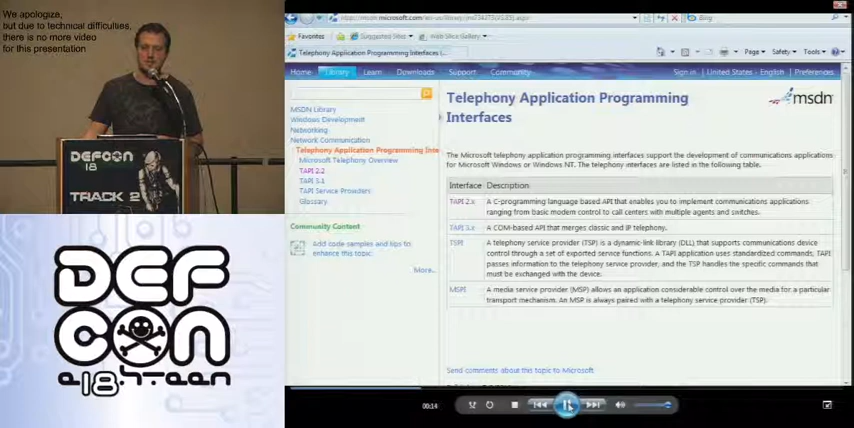 We apologize,
but due to technical difficulties,
there is no more video
for this presentation
DEFCON
18
TRACK 2
DEF
CON
18
Favorites
Suggested Sites
Web Slice Gallery
Telephony Application Programming Interfaces (
Page
Safety
Tools
Bing
Home Library Learn Downloads Support Community
Sign in United States - English Preferences
MSDN Library
Windows Development
Networking
Network Communication
Telephony Application Programming Inte
Microsoft Telephony Overview
TAPI 2.2
TAPI 3.1
TAPI Service Providers
Glossary
Community Content
Add code samples and tips to
enhance this topic.
More...
Telephony Application Programming
Interfaces
msdn
The Microsoft telephony application programming interfaces support the development of communications applications
for Microsoft Windows or Windows NT. The telephony interfaces are listed in the following table.
Interface Description
TAPI 2.x A C-programming language based API that enables you to implement communications applications
ranging from basic modem control to call centers with multiple agents and switches.
TAPI 3.x A COM-based API that merges classic and IP telephony.
TSPI A telephony service provider (TSP) is a dynamic-link library (DLL) that supports communications device
control through a set of exported service functions. A TAPI application uses standardized commands, TAPI
passes information to the telephony service provider, and the TSP handles the specific commands that
must be exchanged with the device.
MSPI A media service provider (MSP) allows an application considerable control over the media for a particular
transport mechanism. An MSP is always paired with a telephony service provider (TSP).
Send comments about this topic to Microsoft
00:14